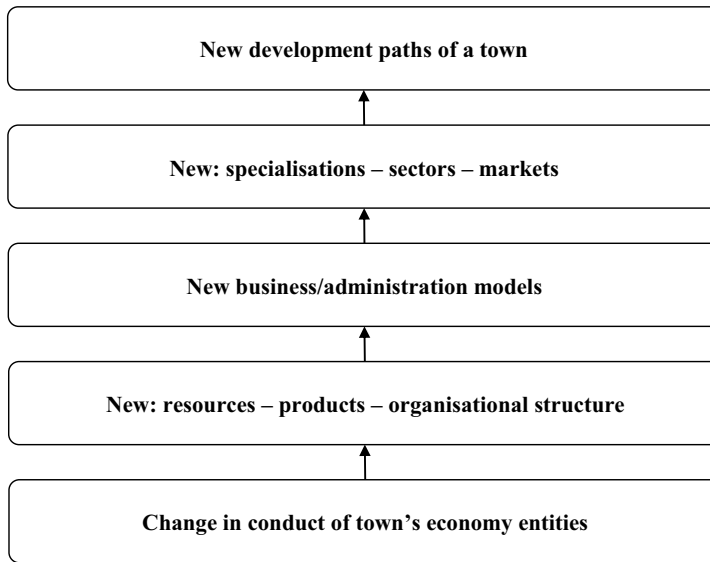 New development paths of a town
New: specialisations – sectors – markets
New business/administration models
New: resources – products – organisational structure
Change in conduct of town’s economy entities